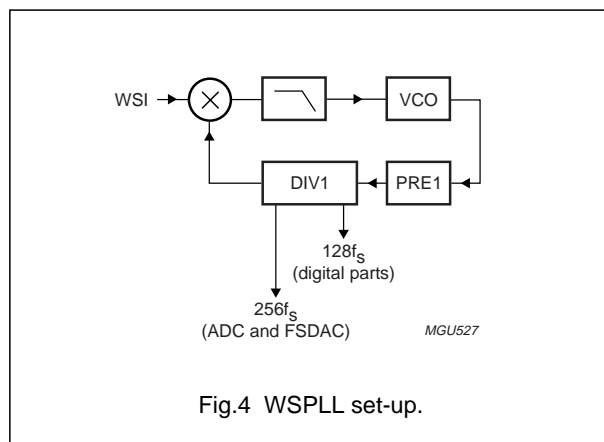 WSI
VCO
DIV1
PRE1
128fs
(digital parts)
256fs
(ADC and FSDAC)
MGU527
Fig.4 WSPLL set-up.